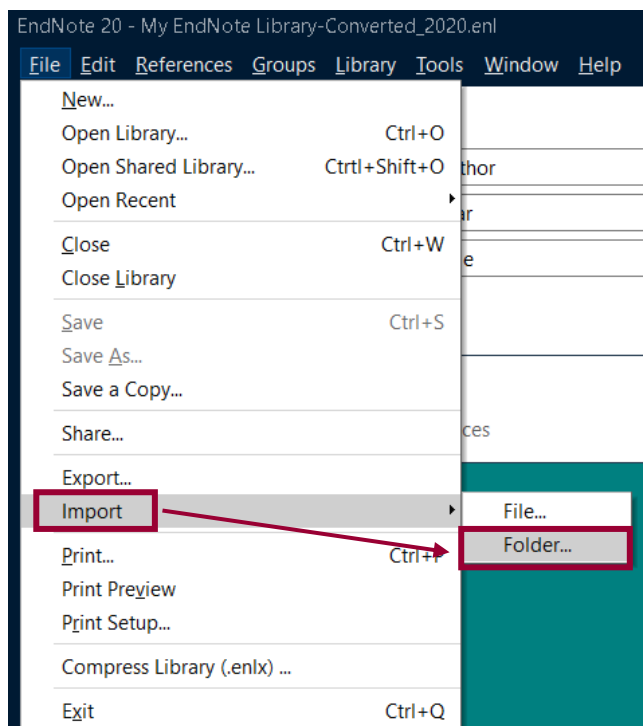 EndNote 20 - My EndNote Library-Converted_2020.enl
File Edit References Groups Library Tools Window Help
New...
Open Library... Ctrl+O
Open Shared Library... Ctrtl+Shift+O thor
Open Recent ar
Close Ctrl+W e
Close Library
Save Ctrl+S
Save As...
Save a Copy...
Share... ces
Export...
Import File...
Folder...
Print... Ctrl+P
Print Preview
Print Setup...
Compress Library (.enlx) ...
Exit Ctrl+Q